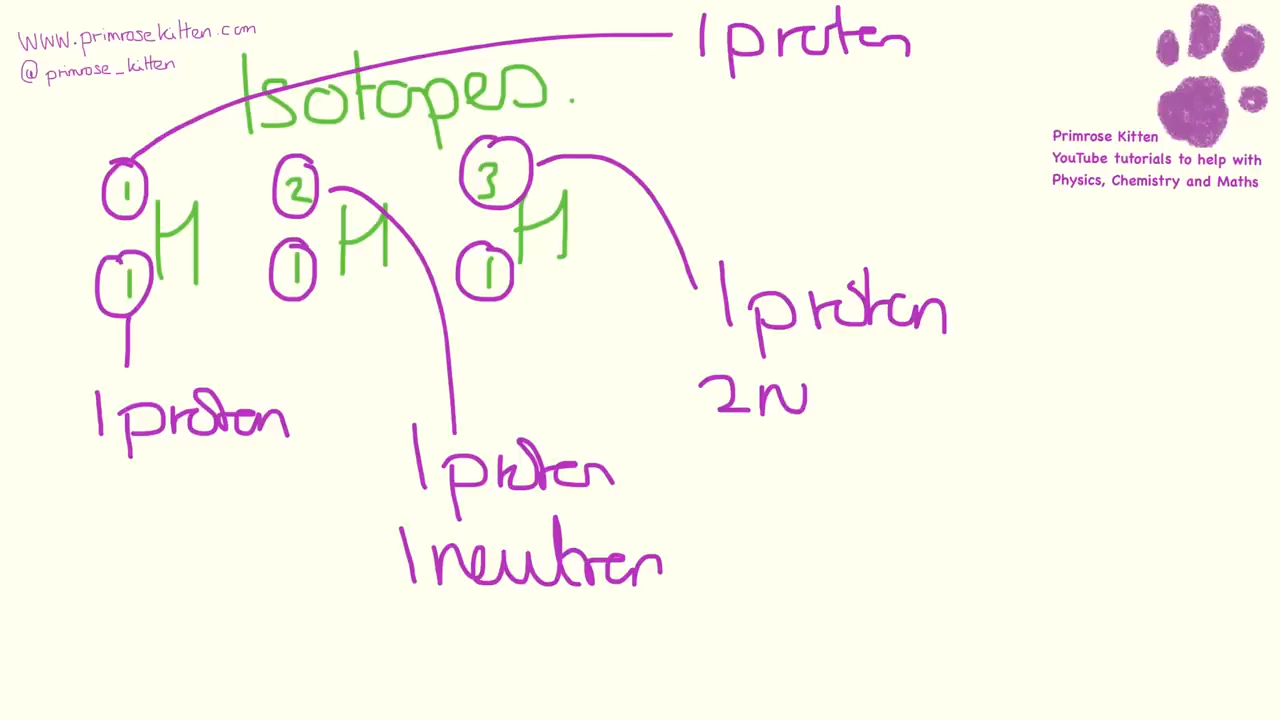 www.primrosekitten.com
@primrose_kitten
Isotopes.
1 proton
Primrose Kitten
YouTube tutorials to help with
Physics, Chemistry and Maths
1 2 3
H H H
1 1 1
1 proton
2n
1 proton
1 proton
1 neutron